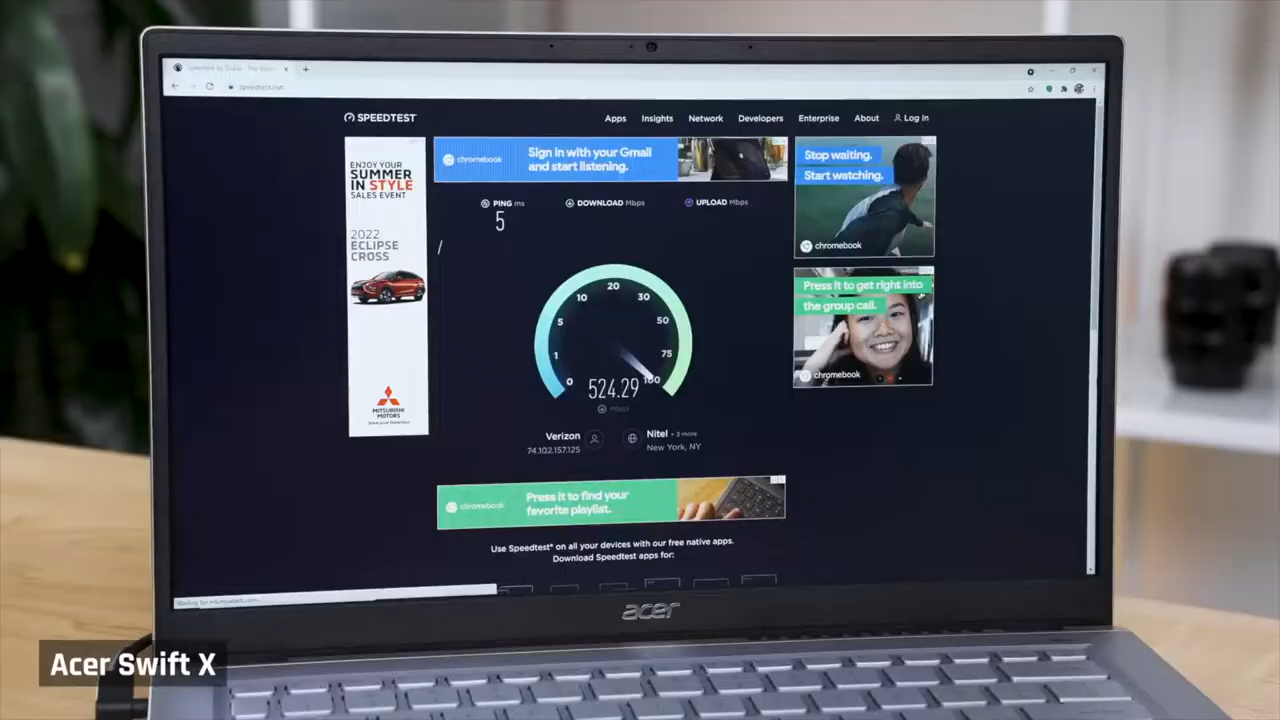 speedtest.net
SPEEDTEST
Apps
Insights
Network
Developers
Enterprise
About
Log In
ENJOY YOUR
SUMMER
IN STYLE
SALES EVENT
2022
ECLIPSE
CROSS
MITSUBISHI
MOTORS
chromebook
Sign in with your Gmail
and start listening.
Stop waiting.
Start watching.
chromebook
Press it to get right into
the group call.
chromebook
PING ms
5
DOWNLOAD Mbps
UPLOAD Mbps
0
1
5
10
20
30
50
75
100
524.29
Mbps
Verizon
74.102.157.125
Nitel + 3 more
New York, NY
chromebook
Press it to find your
favorite playlist.
Use Speedtest® on all your devices with our free native apps.
Download Speedtest apps for:
acer
Acer Swift X